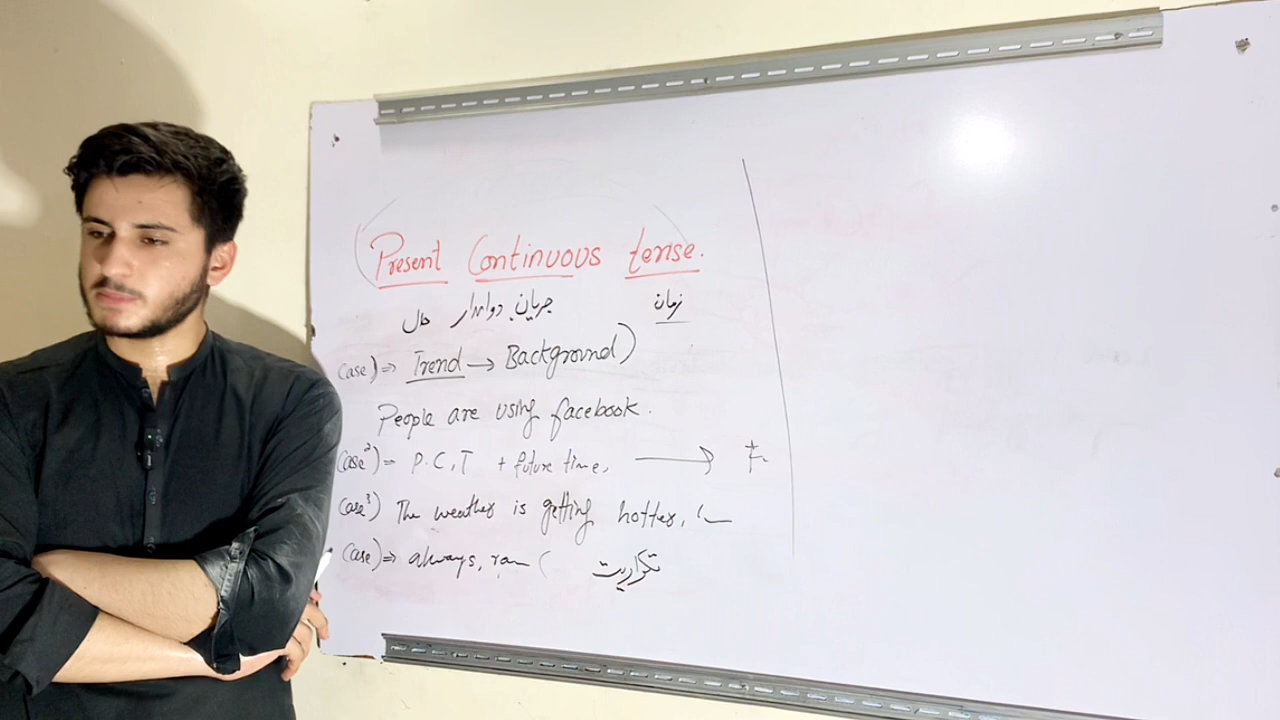 Present Continuous tense.
حال دوامدار جریان زمان
case) ⇒ Trend → Background)
People are using facebook.
case²) = P.C.T + future time, → F.
case³) The weather is getting hotter,
case) ⇒ always,